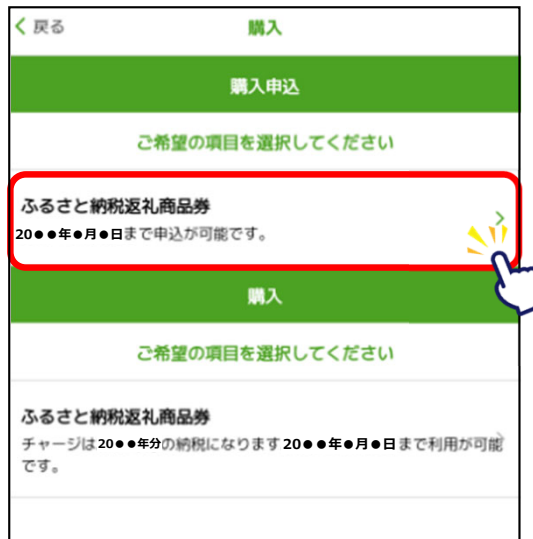 戻る 購入
購入申込
ご希望の項目を選択してください
ふるさと納税返礼商品券
20●●年●月●日まで申込が可能です。
購入
ご希望の項目を選択してください
ふるさと納税返礼商品券
チャージは20●●年分の納税になります20●●年●月●日まで利用が可能
です。